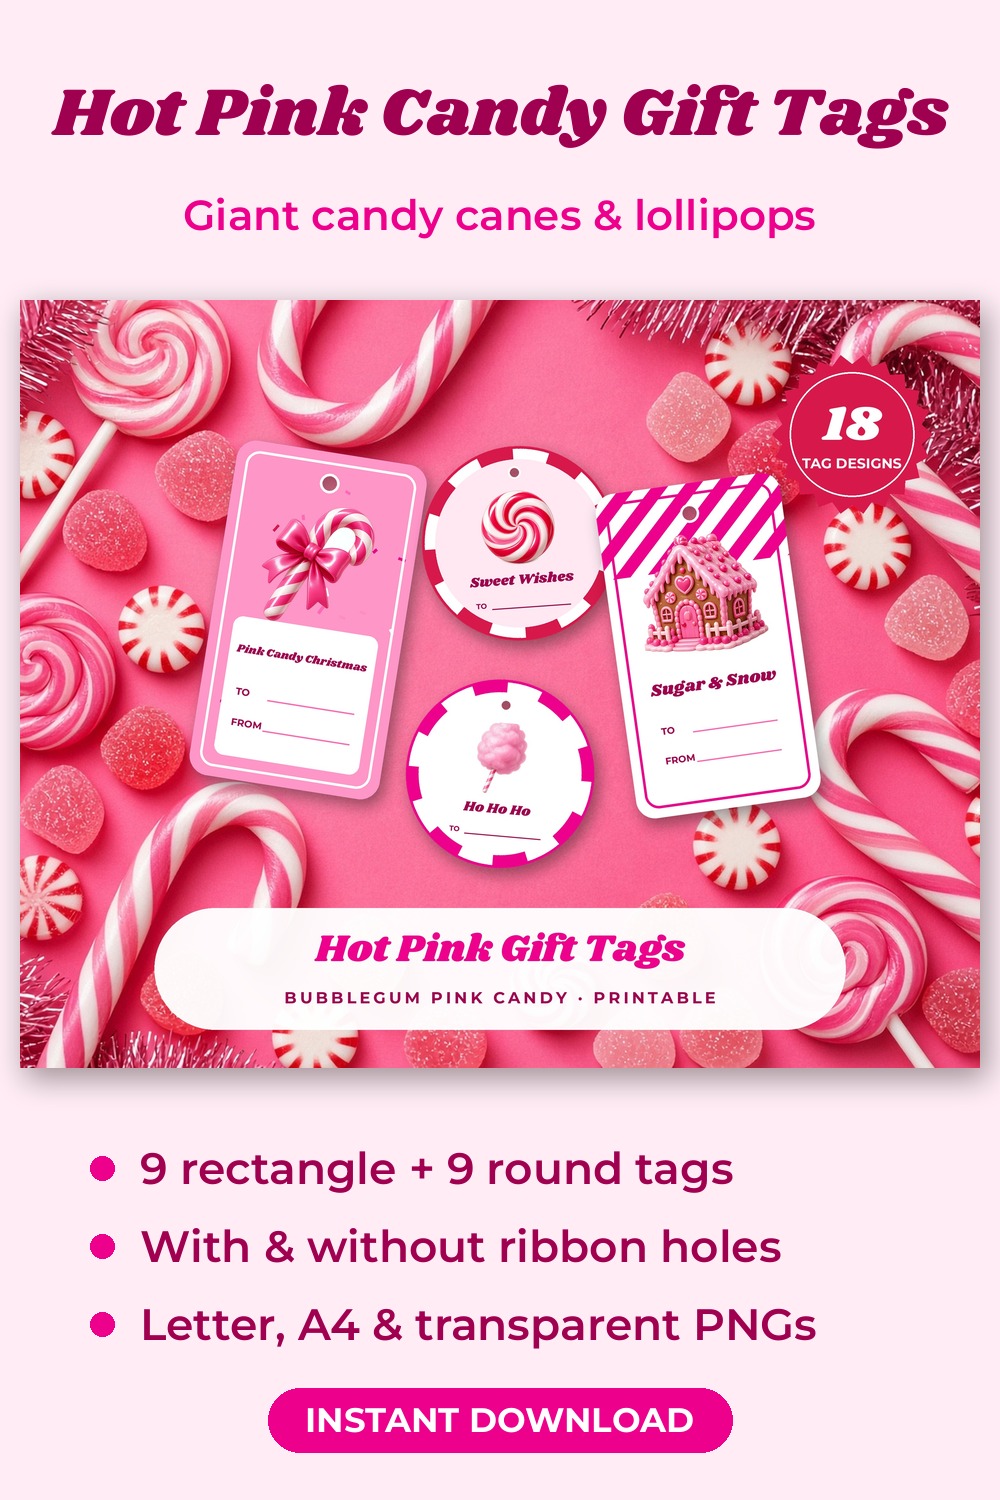 Hot Pink Candy Gift Tags
Giant candy canes & lollipops
18
TAG DESIGNS
Pink Candy Christmas
TO
FROM
Sweet Wishes
TO
Sugar & Snow
TO
FROM
Ho Ho Ho
TO
Hot Pink Gift Tags
BUBBLEGUM PINK CANDY · PRINTABLE
9 rectangle + 9 round tags
With & without ribbon holes
Letter, A4 & transparent PNGs
INSTANT DOWNLOAD